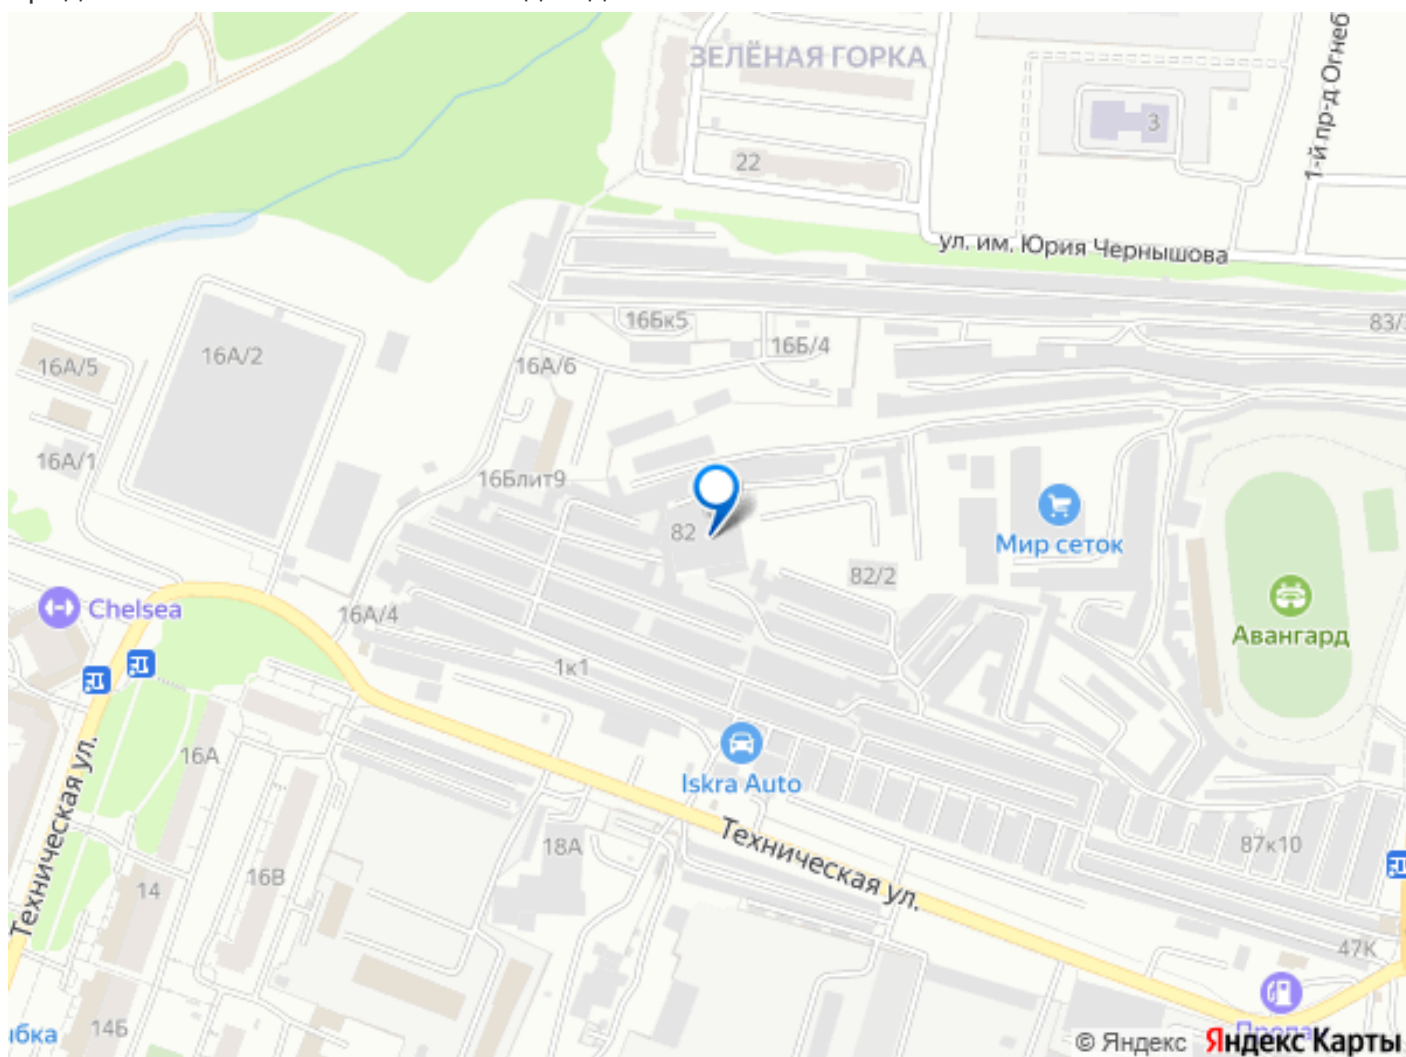 ЗЕЛЁНАЯ ГОРКА
3
1-й пр-д Огнеб
22
ул. им. Юрия Чернышова
16Бк5
83/
16А/2
16Б/4
16А/5
16А/6
16А/1
16Блит9
82
Мир сеток
82/2
Chelsea
16А/4
Авангард
1к1
16А
Iskra Auto
Техническая ул.
Техническая ул.
18А
87к10
14
16В
47К
14Б
© Яндекс
Яндекс Карты